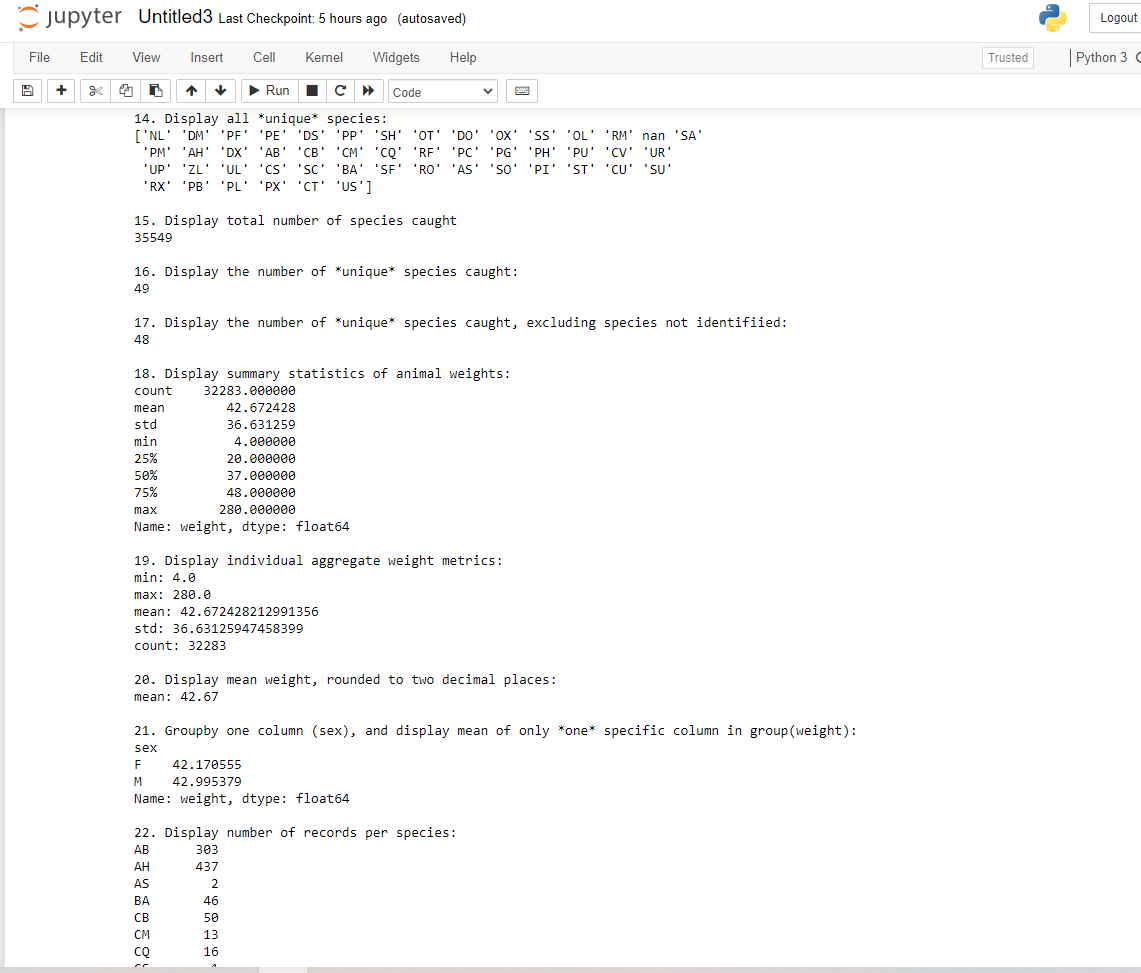 jupyter Untitled3 Last Checkpoint: 5 hours ago (autosaved)
Logout
File Edit View Insert Cell Kernel Widgets Help
Trusted
Python 3
Run
Code
14. Display all *unique* species:
['NL' 'DM' 'PF' 'PE' 'DS' 'PP' 'SH' 'OT' 'DO' 'OX' 'SS' 'OL' 'RM' nan 'SA'
'PM' 'AH' 'DX' 'AB' 'CB' 'CM' 'CQ' 'RF' 'PC' 'PG' 'PH' 'PU' 'CV' 'UR'
'UP' 'ZL' 'UL' 'CS' 'SC' 'BA' 'SF' 'RO' 'AS' 'SO' 'PI' 'ST' 'CU' 'SU'
'RX' 'PB' 'PL' 'PX' 'CT' 'US']
15. Display total number of species caught
35549
16. Display the number of *unique* species caught:
49
17. Display the number of *unique* species caught, excluding species not identifiied:
48
18. Display summary statistics of animal weights:
count 32283.000000
mean 42.672428
std 36.631259
min 4.000000
25% 20.000000
50% 37.000000
75% 48.000000
max 280.000000
Name: weight, dtype: float64
19. Display individual aggregate weight metrics:
min: 4.0
max: 280.0
mean: 42.672428212991356
std: 36.63125947458399
count: 32283
20. Display mean weight, rounded to two decimal places:
mean: 42.67
21. Groupby one column (sex), and display mean of only *one* specific column in group(weight):
sex
F 42.170555
M 42.995379
Name: weight, dtype: float64
22. Display number of records per species:
AB 303
AH 437
AS 2
BA 46
CB 50
CM 13
CQ 16